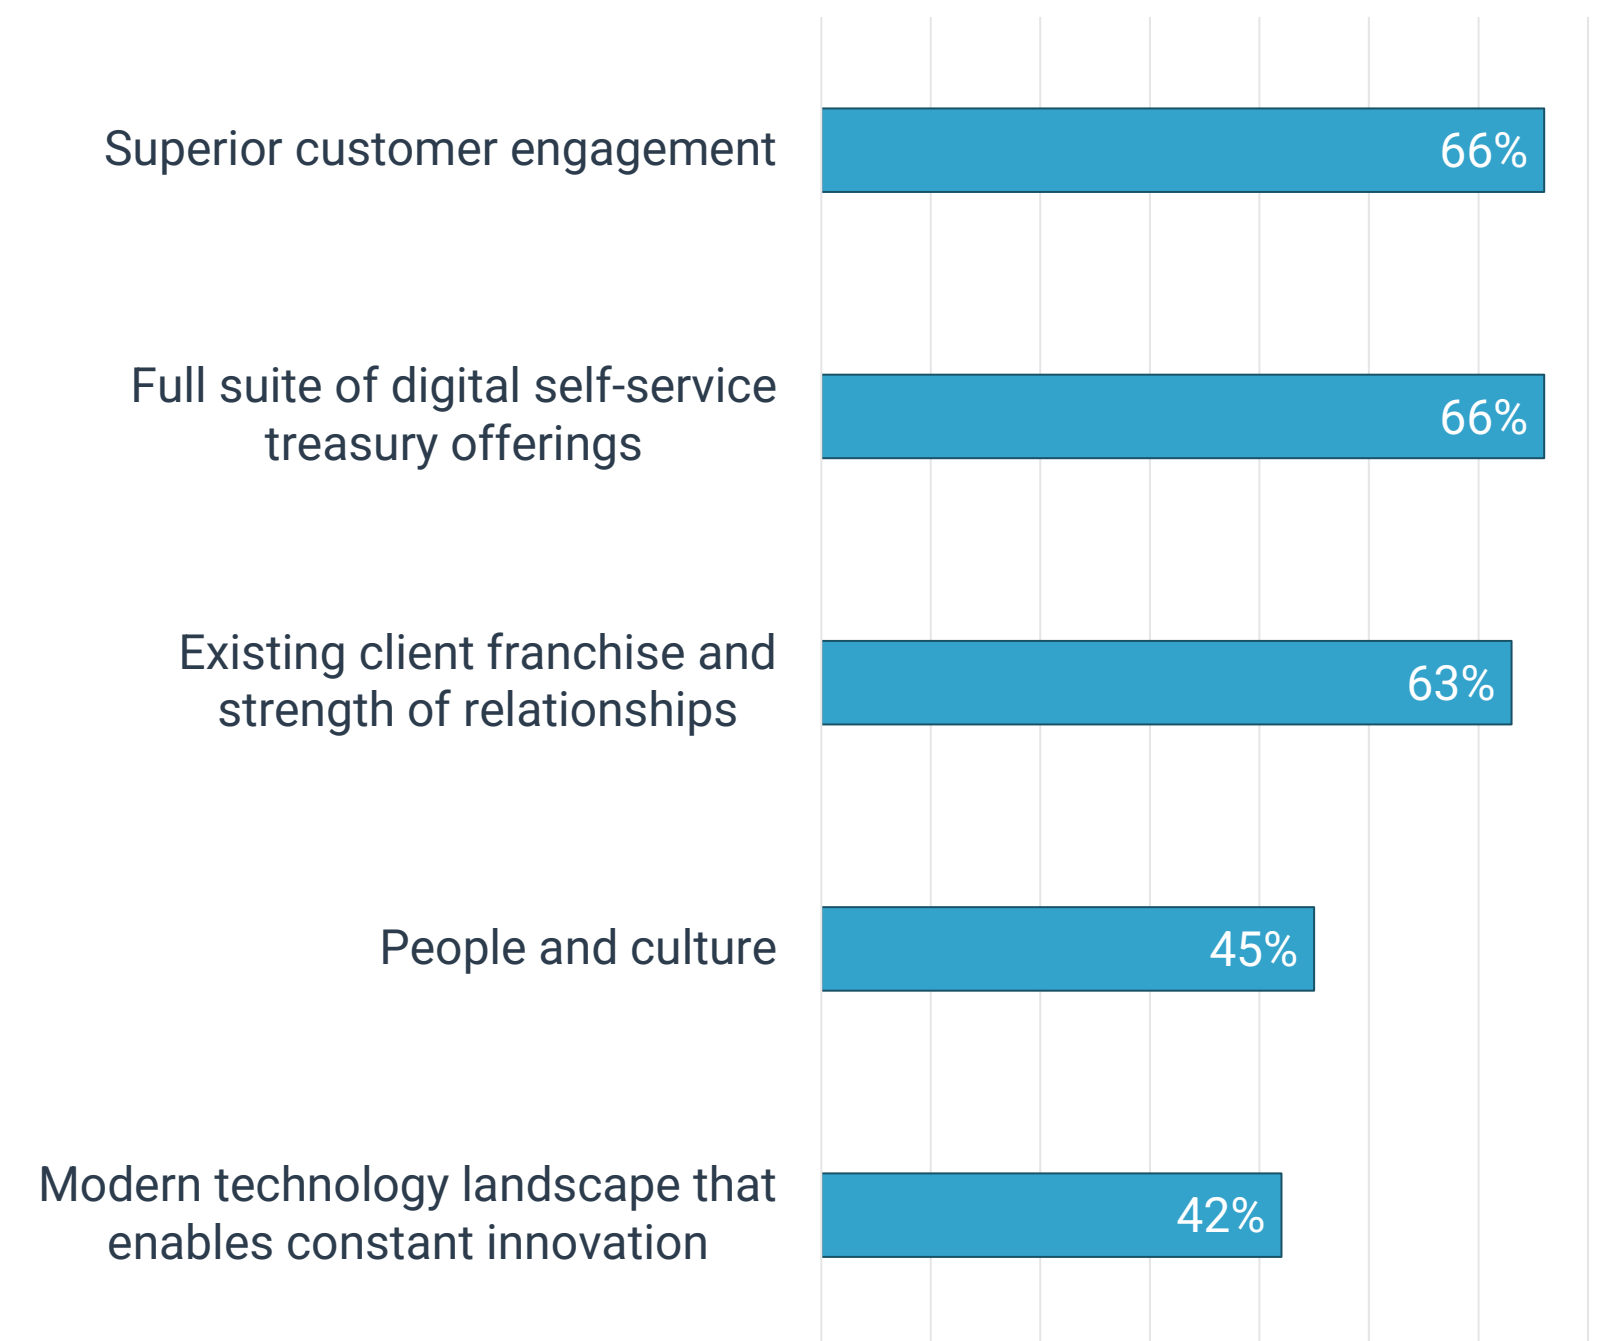 Superior customer engagement
66%
Full suite of digital self-service
treasury offerings
66%
Existing client franchise and
strength of relationships
63%
People and culture
45%
Modern technology landscape that
enables constant innovation
42%